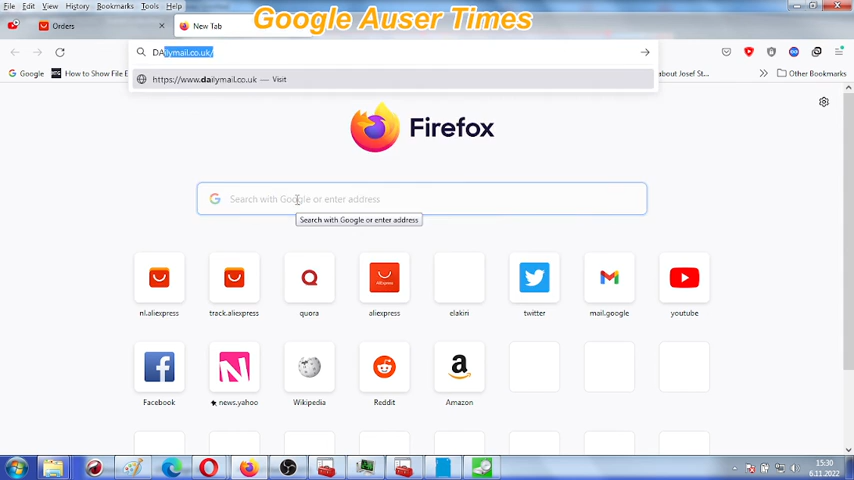 File Edit View History Bookmarks Tools Help
Google Auser Times
Orders
New Tab
DAilymail.co.uk/
https://www.dailymail.co.uk — Visit
Google
How to Show File E
about Josef St...
Other Bookmarks
Firefox
Search with Google or enter address
Search with Google or enter address
nl.aliexpress
track.aliexpress
quora
aliexpress
elakiri
twitter
mail.google
youtube
Facebook
news.yahoo
Wikipedia
Reddit
Amazon
15:30
6.11.2022